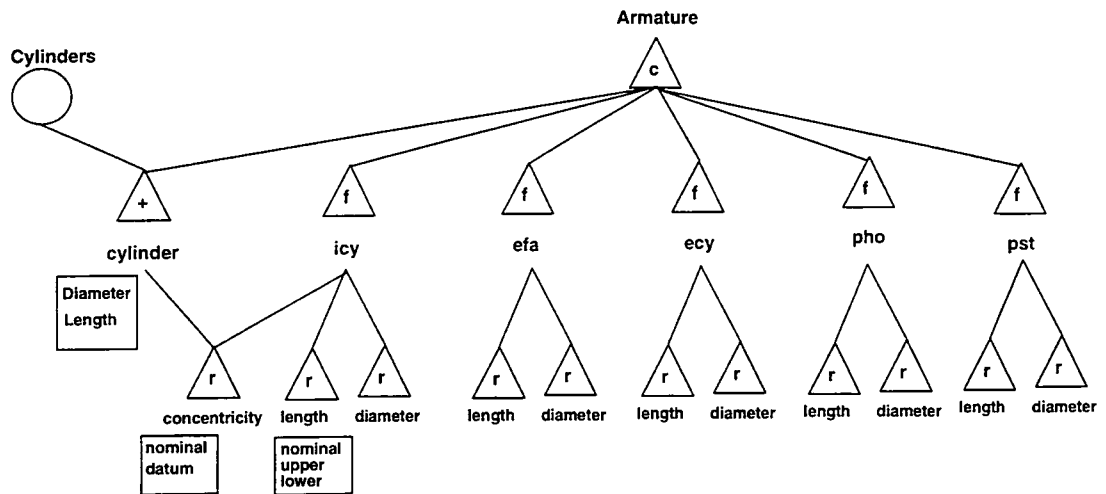 Armature
Cylinders
c
+
f
f
f
f
f
cylinder
icy
efa
ecy
pho
pst
Diameter
Length
r
r
r
r
r
r
r
r
r
r
r
concentricity
length
diameter
length
diameter
length
diameter
length
diameter
length
diameter
nominal
datum
nominal
upper
lower